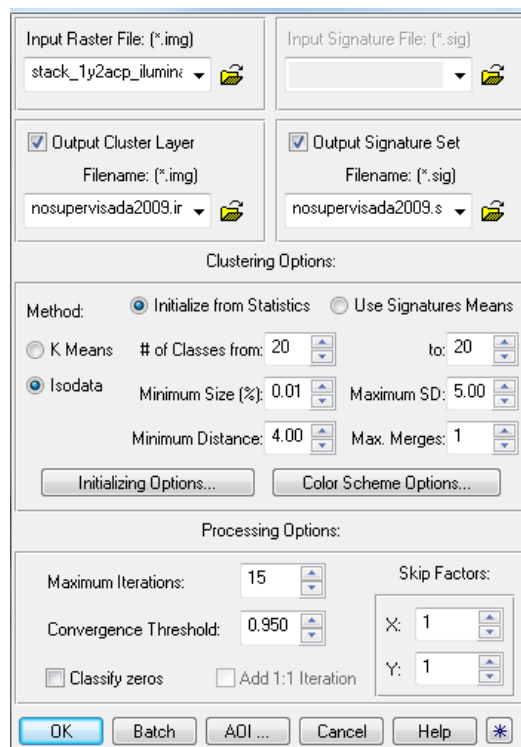 Input Raster File: (*.img)
Input Signature File: (*.sig)
stack_1y2acp_ilumina
Output Cluster Layer
Output Signature Set
Filename: (*.img)
Filename: (*.sig)
nosupervisada2009.ir
nosupervisada2009.s
Clustering Options:
Method:
Initialize from Statistics
Use Signatures Means
K Means
# of Classes from: 20
to: 20
Isodata
Minimum Size (%): 0.01
Maximum SD: 5.00
Minimum Distance: 4.00
Max. Merges: 1
Initializing Options...
Color Scheme Options...
Processing Options:
Maximum Iterations: 15
Skip Factors:
Convergence Threshold: 0.950
X: 1
Y: 1
Classify zeros
Add 1:1 Iteration
OK
Batch
AOI ...
Cancel
Help